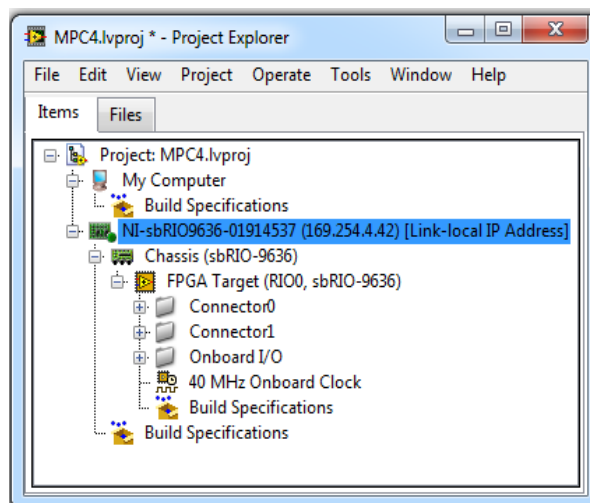 MPC4.lvproj * - Project Explorer
File Edit View Project Operate Tools Window Help
Items Files
Project: MPC4.lvproj
My Computer
Build Specifications
NI-sbRIO9636-01914537 (169.254.4.42) [Link-local IP Address]
Chassis (sbRIO-9636)
FPGA Target (RIO0, sbRIO-9636)
Connector0
Connector1
Onboard I/O
40 MHz Onboard Clock
Build Specifications
Build Specifications